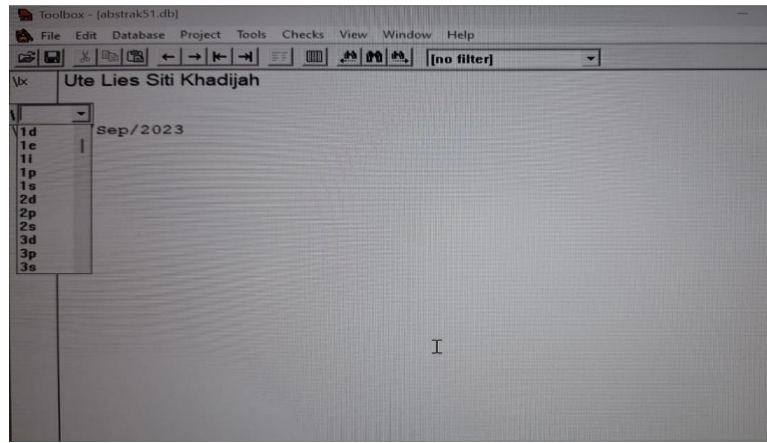 Toolbox - [abstrak51.db]
File Edit Database Project Tools Checks View Window Help
[no filter]
\lx Ute Lies Siti Khadijah
\
Sep/2023
1d
1e
1i
1p
1s
2d
2p
2s
3d
3p
3s